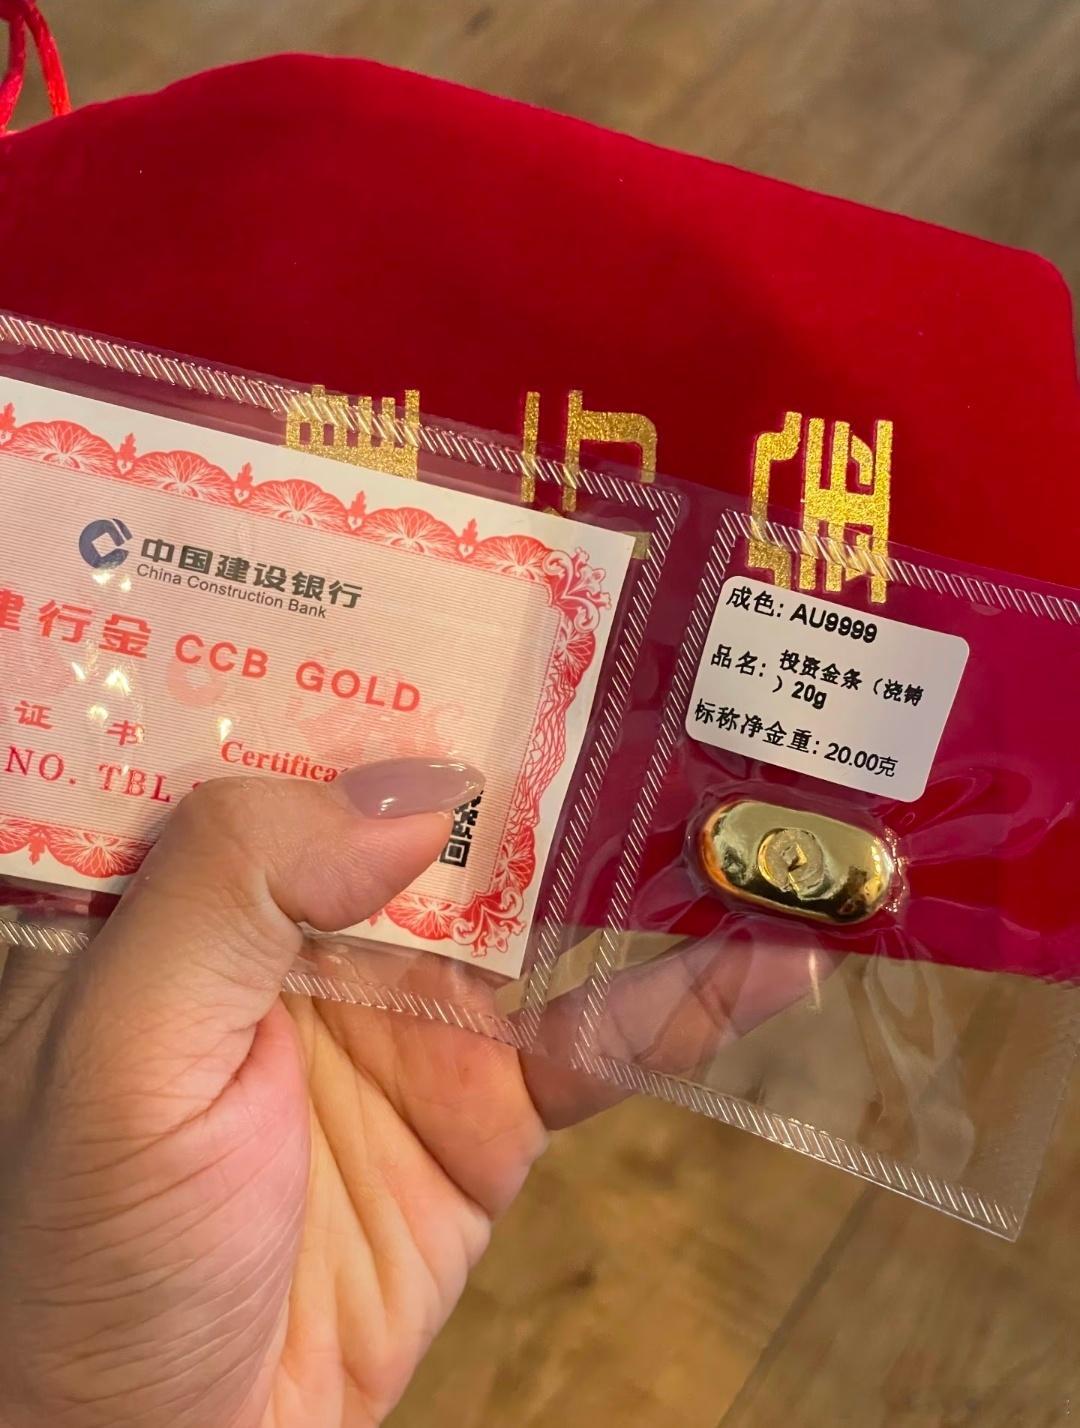 中国建设银行
China Construction Bank
建行金 CCB GOLD
证 书
Certifica
NO. TBL
成色: AU9999
品名: 投资金条（浇铸
）20g
标称净金重: 20.00克